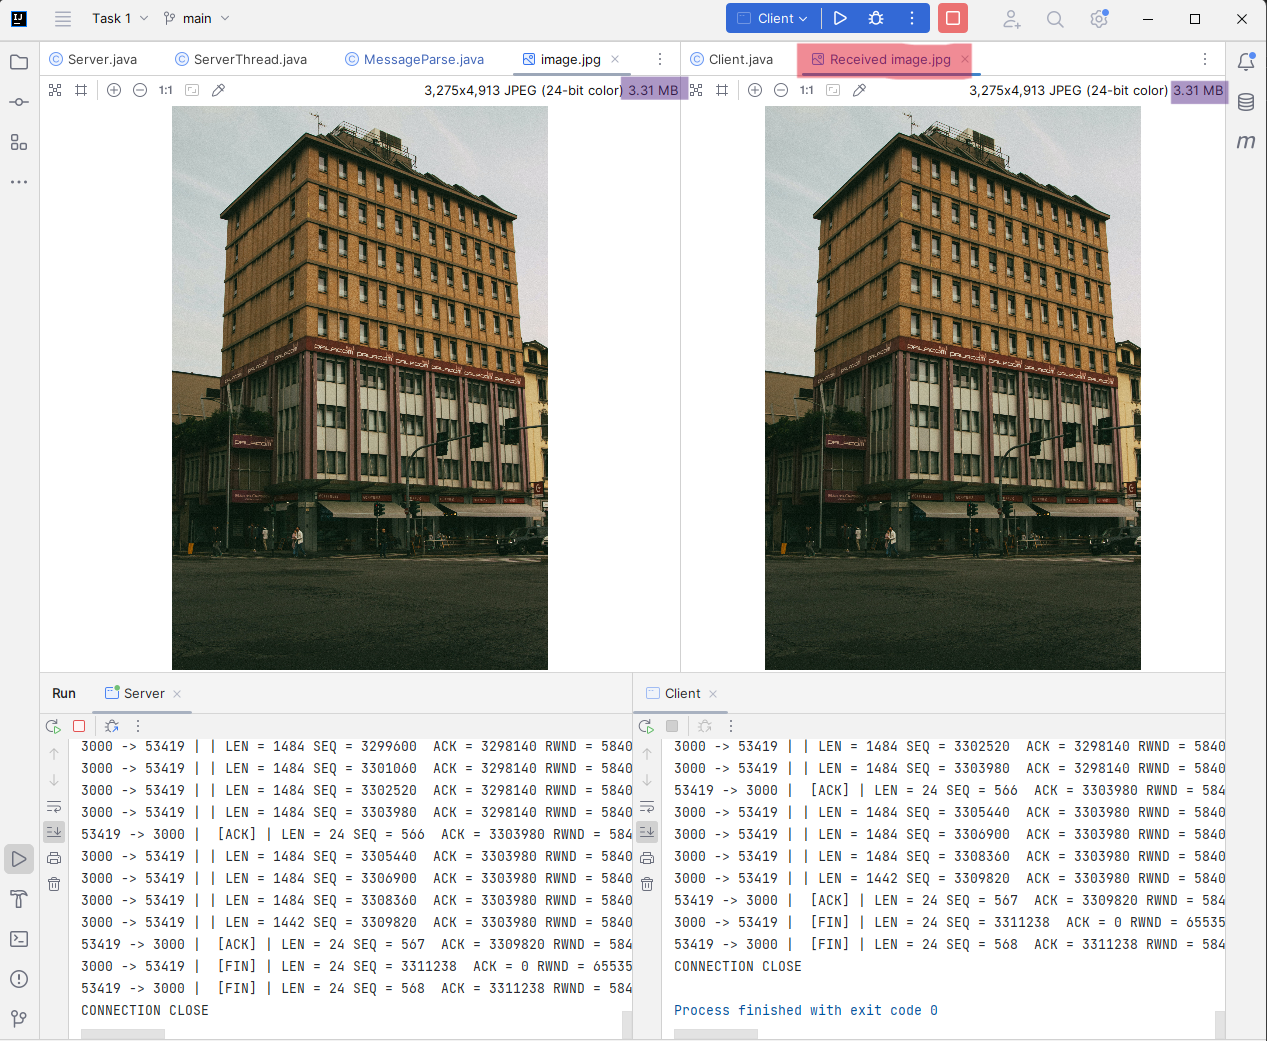 Task 1 main Client
Server.java ServerThread.java MessageParse.java image.jpg Client.java Received image.jpg
1:1 3,275x4,913 JPEG (24-bit color) 3.31 MB 1:1 3,275x4,913 JPEG (24-bit color) 3.31 MB
m
Run Server
3000 -> 53419 | | LEN = 1484 SEQ = 3299600 ACK = 3298140 RWND = 5840
3000 -> 53419 | | LEN = 1484 SEQ = 3301060 ACK = 3298140 RWND = 5840
3000 -> 53419 | | LEN = 1484 SEQ = 3302520 ACK = 3298140 RWND = 5840
3000 -> 53419 | | LEN = 1484 SEQ = 3303980 ACK = 3298140 RWND = 5840
53419 -> 3000 | [ACK] | LEN = 24 SEQ = 566 ACK = 3303980 RWND = 584
3000 -> 53419 | | LEN = 1484 SEQ = 3305440 ACK = 3303980 RWND = 5840
3000 -> 53419 | | LEN = 1484 SEQ = 3306900 ACK = 3303980 RWND = 5840
3000 -> 53419 | | LEN = 1484 SEQ = 3308360 ACK = 3303980 RWND = 5840
3000 -> 53419 | | LEN = 1442 SEQ = 3309820 ACK = 3303980 RWND = 5840
53419 -> 3000 | [ACK] | LEN = 24 SEQ = 567 ACK = 3309820 RWND = 584
3000 -> 53419 | [FIN] | LEN = 24 SEQ = 3311238 ACK = 0 RWND = 65535
53419 -> 3000 | [FIN] | LEN = 24 SEQ = 568 ACK = 3311238 RWND = 584
CONNECTION CLOSE
Client
3000 -> 53419 | | LEN = 1484 SEQ = 3302520 ACK = 3298140 RWND = 5840
3000 -> 53419 | | LEN = 1484 SEQ = 3303980 ACK = 3298140 RWND = 5840
53419 -> 3000 | [ACK] | LEN = 24 SEQ = 566 ACK = 3303980 RWND = 584
3000 -> 53419 | | LEN = 1484 SEQ = 3305440 ACK = 3303980 RWND = 5840
3000 -> 53419 | | LEN = 1484 SEQ = 3306900 ACK = 3303980 RWND = 5840
3000 -> 53419 | | LEN = 1484 SEQ = 3308360 ACK = 3303980 RWND = 5840
3000 -> 53419 | | LEN = 1442 SEQ = 3309820 ACK = 3303980 RWND = 5840
53419 -> 3000 | [ACK] | LEN = 24 SEQ = 567 ACK = 3309820 RWND = 584
3000 -> 53419 | [FIN] | LEN = 24 SEQ = 3311238 ACK = 0 RWND = 65535
53419 -> 3000 | [FIN] | LEN = 24 SEQ = 568 ACK = 3311238 RWND = 584
CONNECTION CLOSE
Process finished with exit code 0